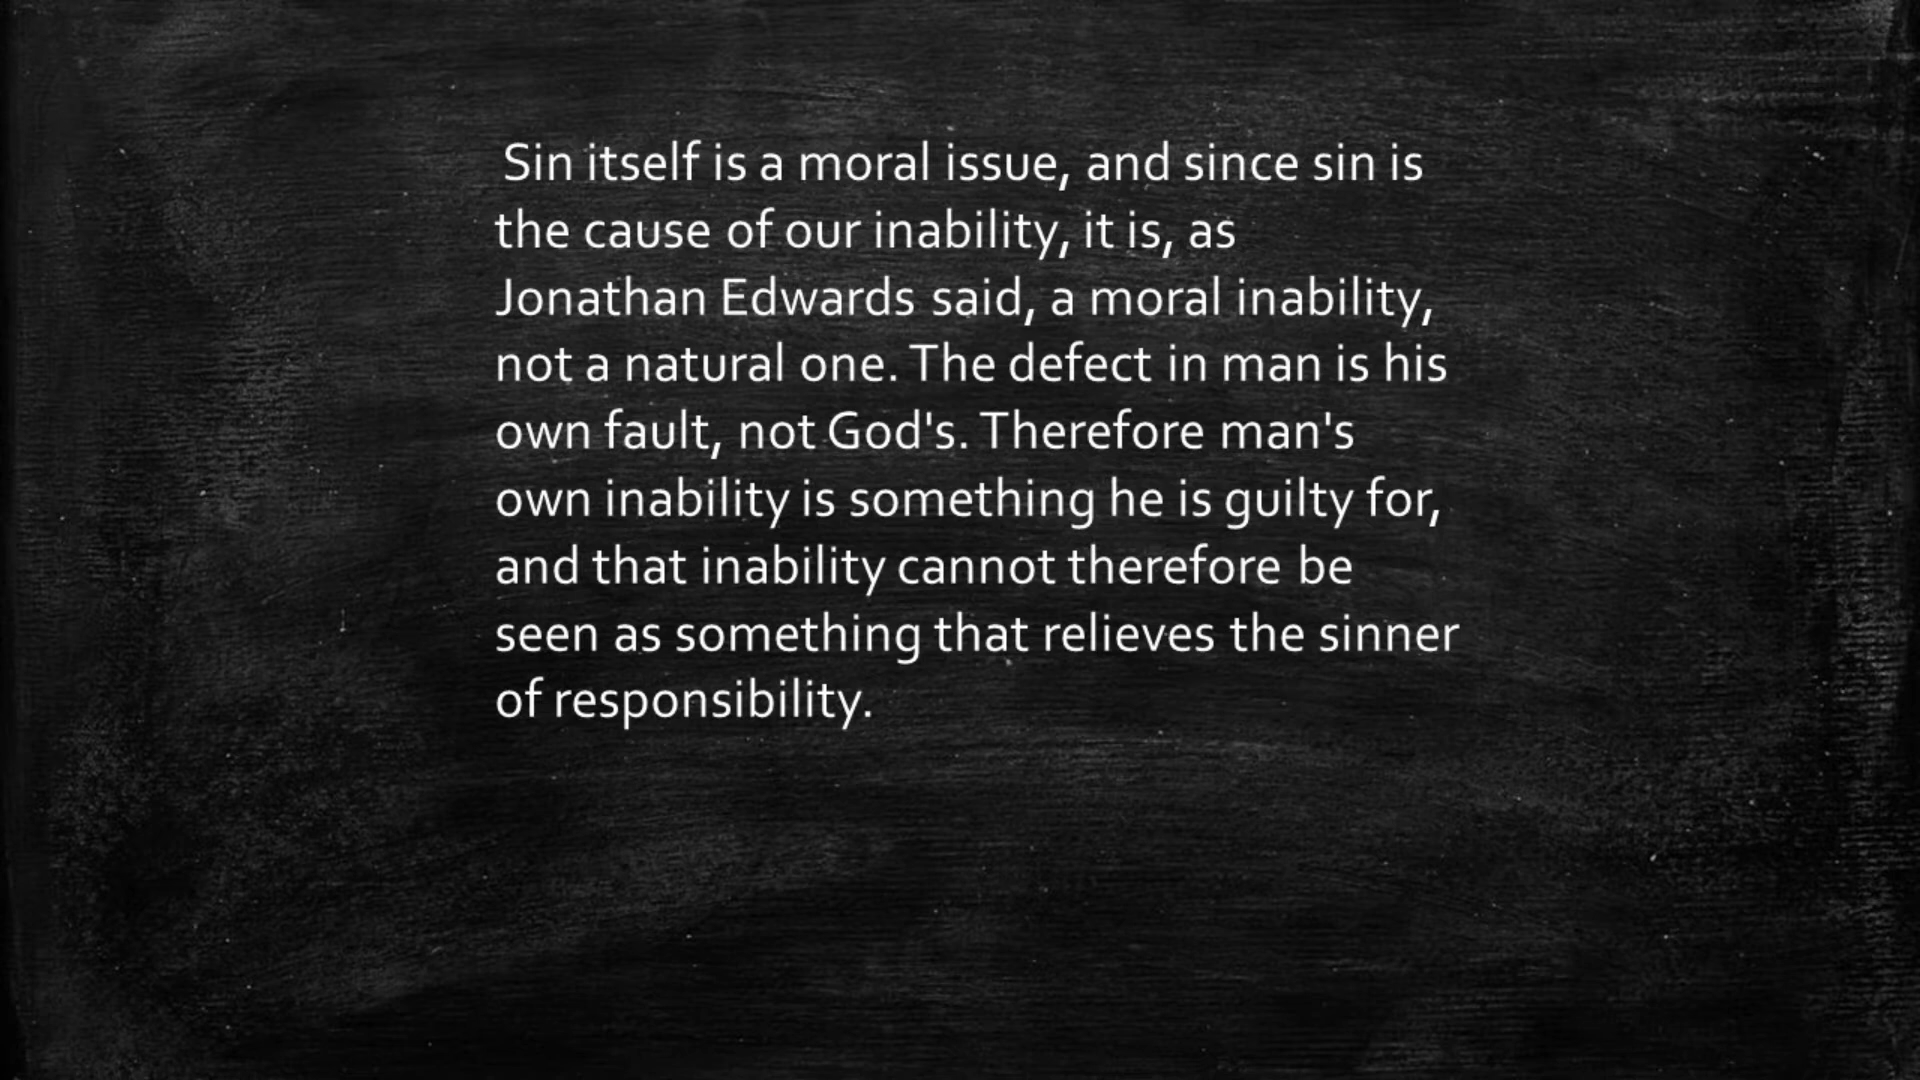 Sin itself is a moral issue, and since sin is
the cause of our inability, it is, as
Jonathan Edwards said, a moral inability,
not a natural one. The defect in man is his
own fault, not God's. Therefore man's
own inability is something he is guilty for,
and that inability cannot therefore be
seen as something that relieves the sinner
of responsibility.